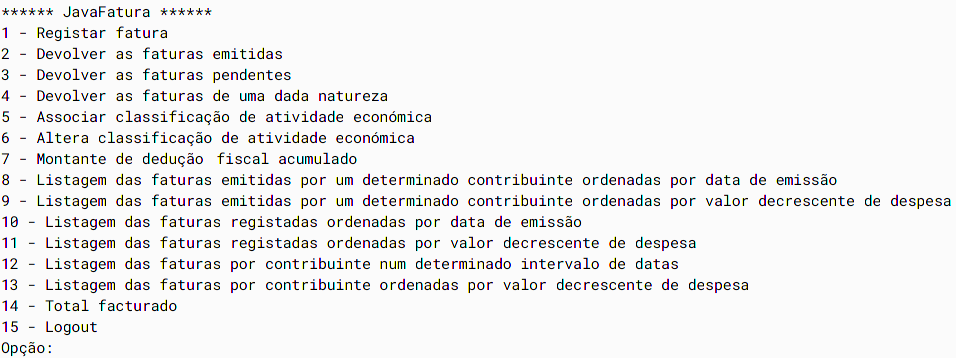 ****** JavaFatura ******
1 - Registar fatura
2 - Devolver as faturas emitidas
3 - Devolver as faturas pendentes
4 - Devolver as faturas de uma dada natureza
5 - Associar classificação de atividade económica
6 - Altera classificação de atividade económica
7 - Montante de dedução fiscal acumulado
8 - Listagem das faturas emitidas por um determinado contribuinte ordenadas por data de emissão
9 - Listagem das faturas emitidas por um determinado contribuinte ordenadas por valor decrescente de despesa
10 - Listagem das faturas registadas ordenadas por data de emissão
11 - Listagem das faturas registadas ordenadas por valor decrescente de despesa
12 - Listagem das faturas por contribuinte num determinado intervalo de datas
13 - Listagem das faturas por contribuinte ordenadas por valor decrescente de despesa
14 - Total facturado
15 - Logout
Opção: